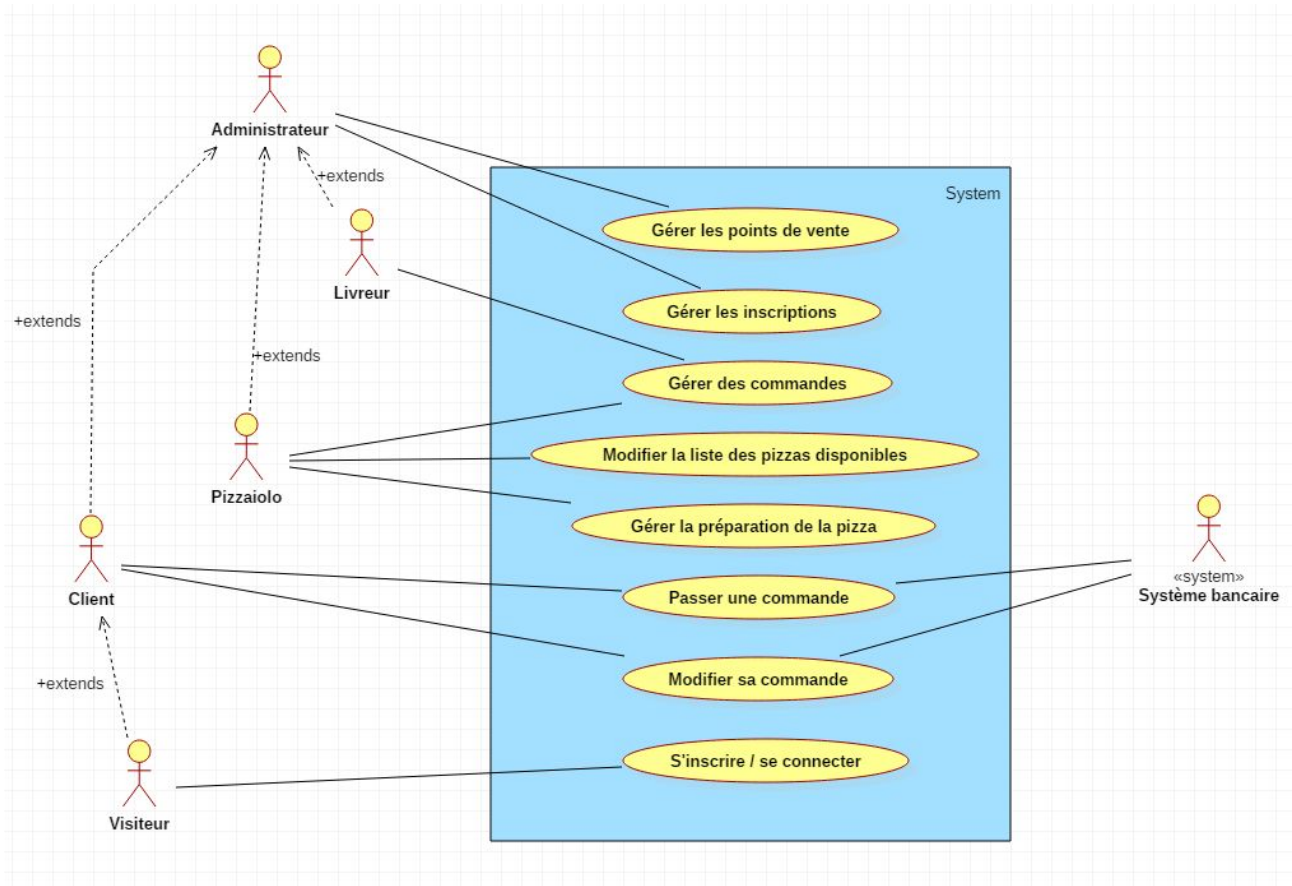 Administrateur
+extends
System
Gérer les points de vente
Livreur
Gérer les inscriptions
+extends
+extends
Gérer des commandes
Modifier la liste des pizzas disponibles
Pizzaiolo
Gérer la préparation de la pizza
«system»
Système bancaire
Client
Passer une commande
Modifier sa commande
+extends
S'inscrire / se connecter
Visiteur